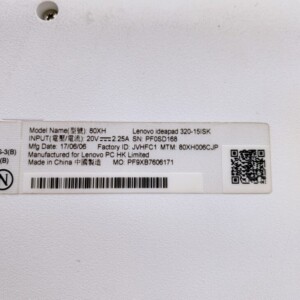 Model Name(型號): 80XH Lenovo ideapad 320-15ISK
INPUT(電壓/電流): 20V⎓2.25A SN: PF0SD168
Mfg Date: 17/06/06 Factory ID: JVHFC1 MTM: 80XH006CJP
Manufactured for Lenovo PC HK Limited
Made in China 中國製造 MO: PF9XB7606171
-3(B)
(B)
N